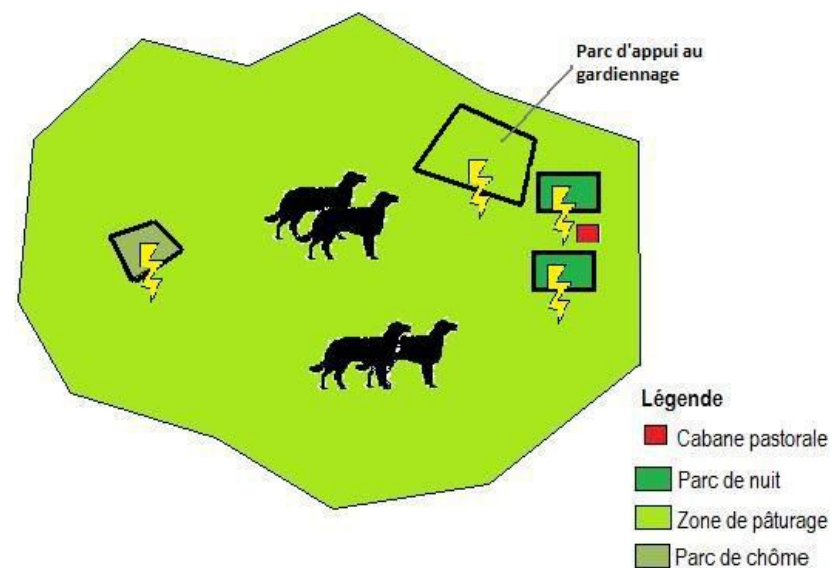 Parc d'appui au
gardiennage
Légende
Cabane pastorale
Parc de nuit
Zone de pâturage
Parc de chôme